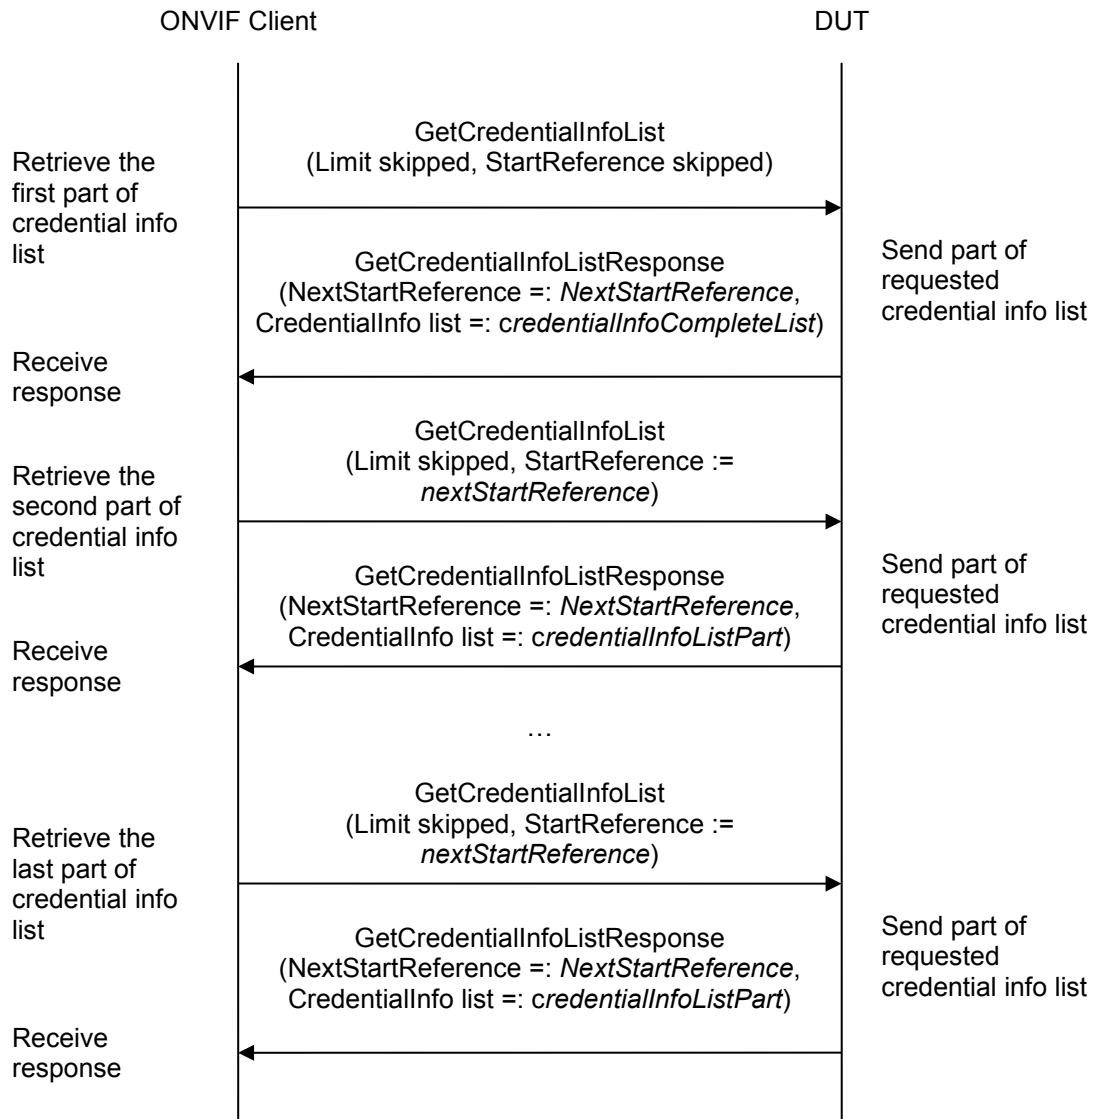 ONVIF Client
DUT
GetCredentialInfoList
(Limit skipped, StartReference skipped)
Retrieve the
first part of
credential info
list
GetCredentialInfoListResponse
(NextStartReference =: NextStartReference,
CredentialInfo list =: credentialInfoCompleteList)
Send part of
requested
credential info list
Receive
response
GetCredentialInfoList
(Limit skipped, StartReference :=
nextStartReference)
Retrieve the
second part of
credential info
list
GetCredentialInfoListResponse
(NextStartReference =: NextStartReference,
CredentialInfo list =: credentialInfoListPart)
Send part of
requested
credential info list
Receive
response
…
GetCredentialInfoList
(Limit skipped, StartReference :=
nextStartReference)
Retrieve the
last part of
credential info
list
GetCredentialInfoListResponse
(NextStartReference =: NextStartReference,
CredentialInfo list =: credentialInfoListPart)
Send part of
requested
credential info list
Receive
response